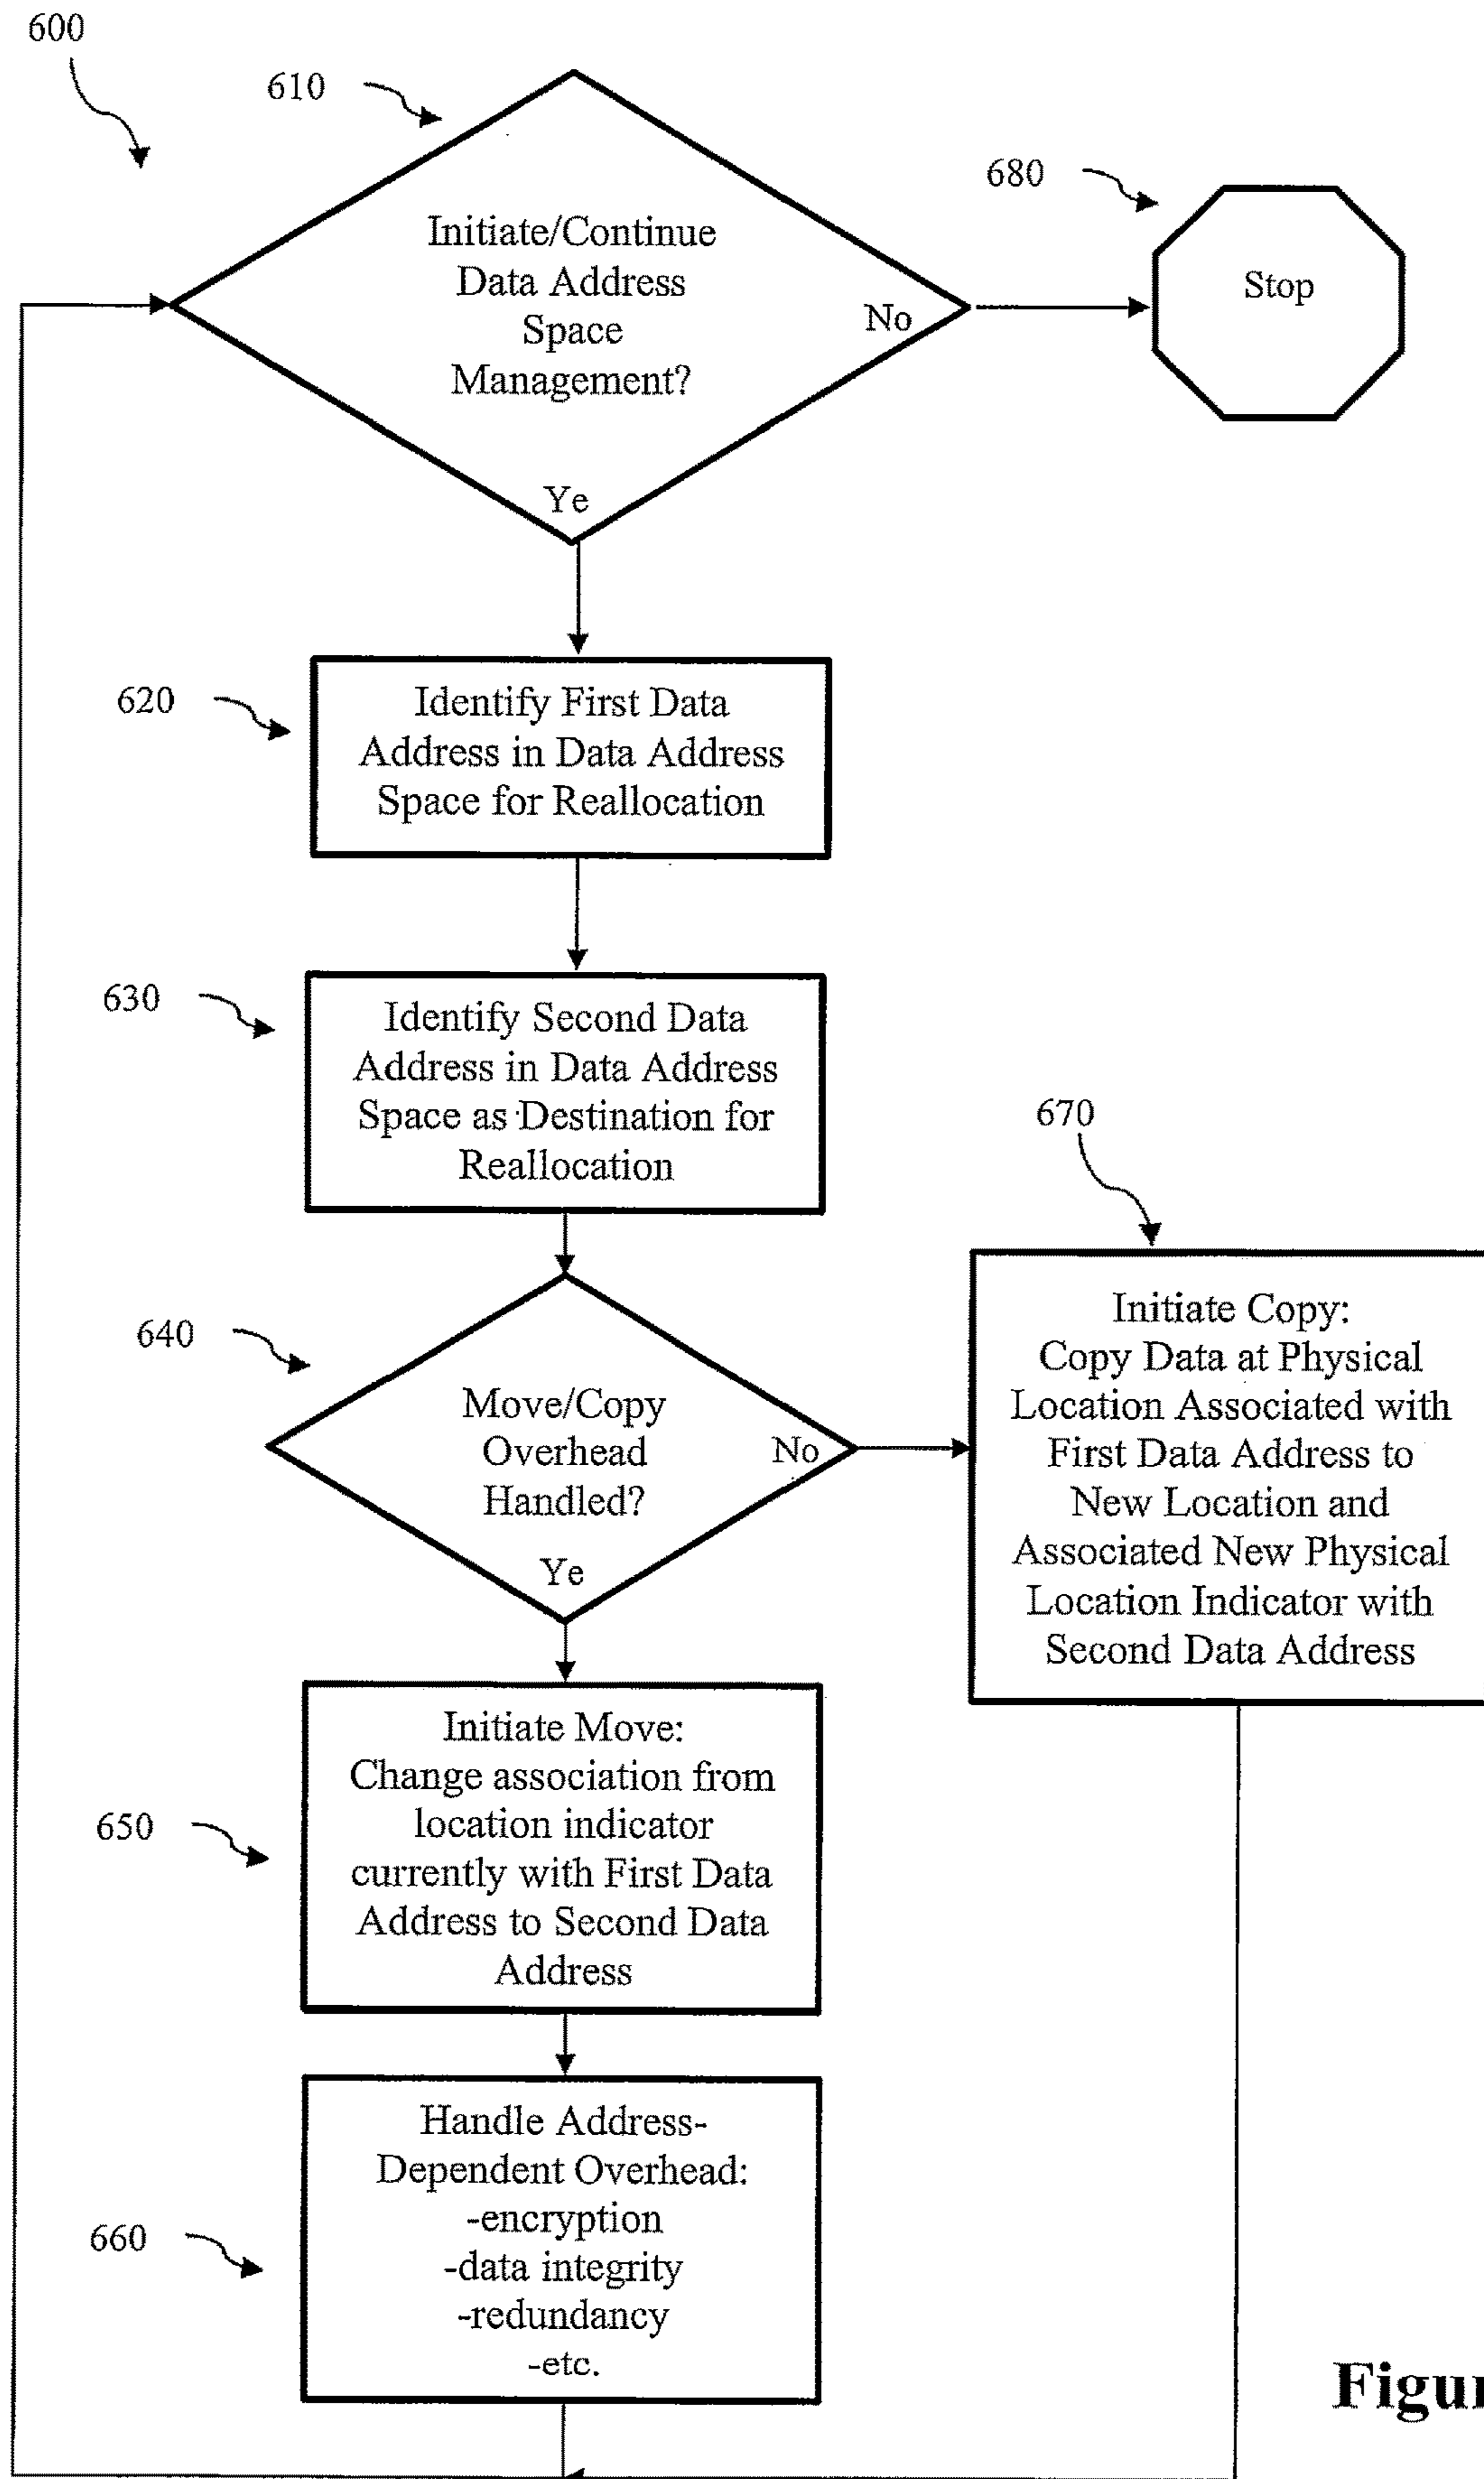 600
610
Initiate/Continue
Data Address
Space
Management?
No
Ye
680
Stop
620
Identify First Data
Address in Data Address
Space for Reallocation
630
Identify Second Data
Address in Data Address
Space as Destination for
Reallocation
640
Move/Copy
Overhead
Handled?
No
Ye
670
Initiate Copy:
Copy Data at Physical
Location Associated with
First Data Address to
New Location and
Associated New Physical
Location Indicator with
Second Data Address
650
Initiate Move:
Change association from
location indicator
currently with First Data
Address to Second Data
Address
660
Handle Address-
Dependent Overhead:
-encryption
-data integrity
-redundancy
-etc.